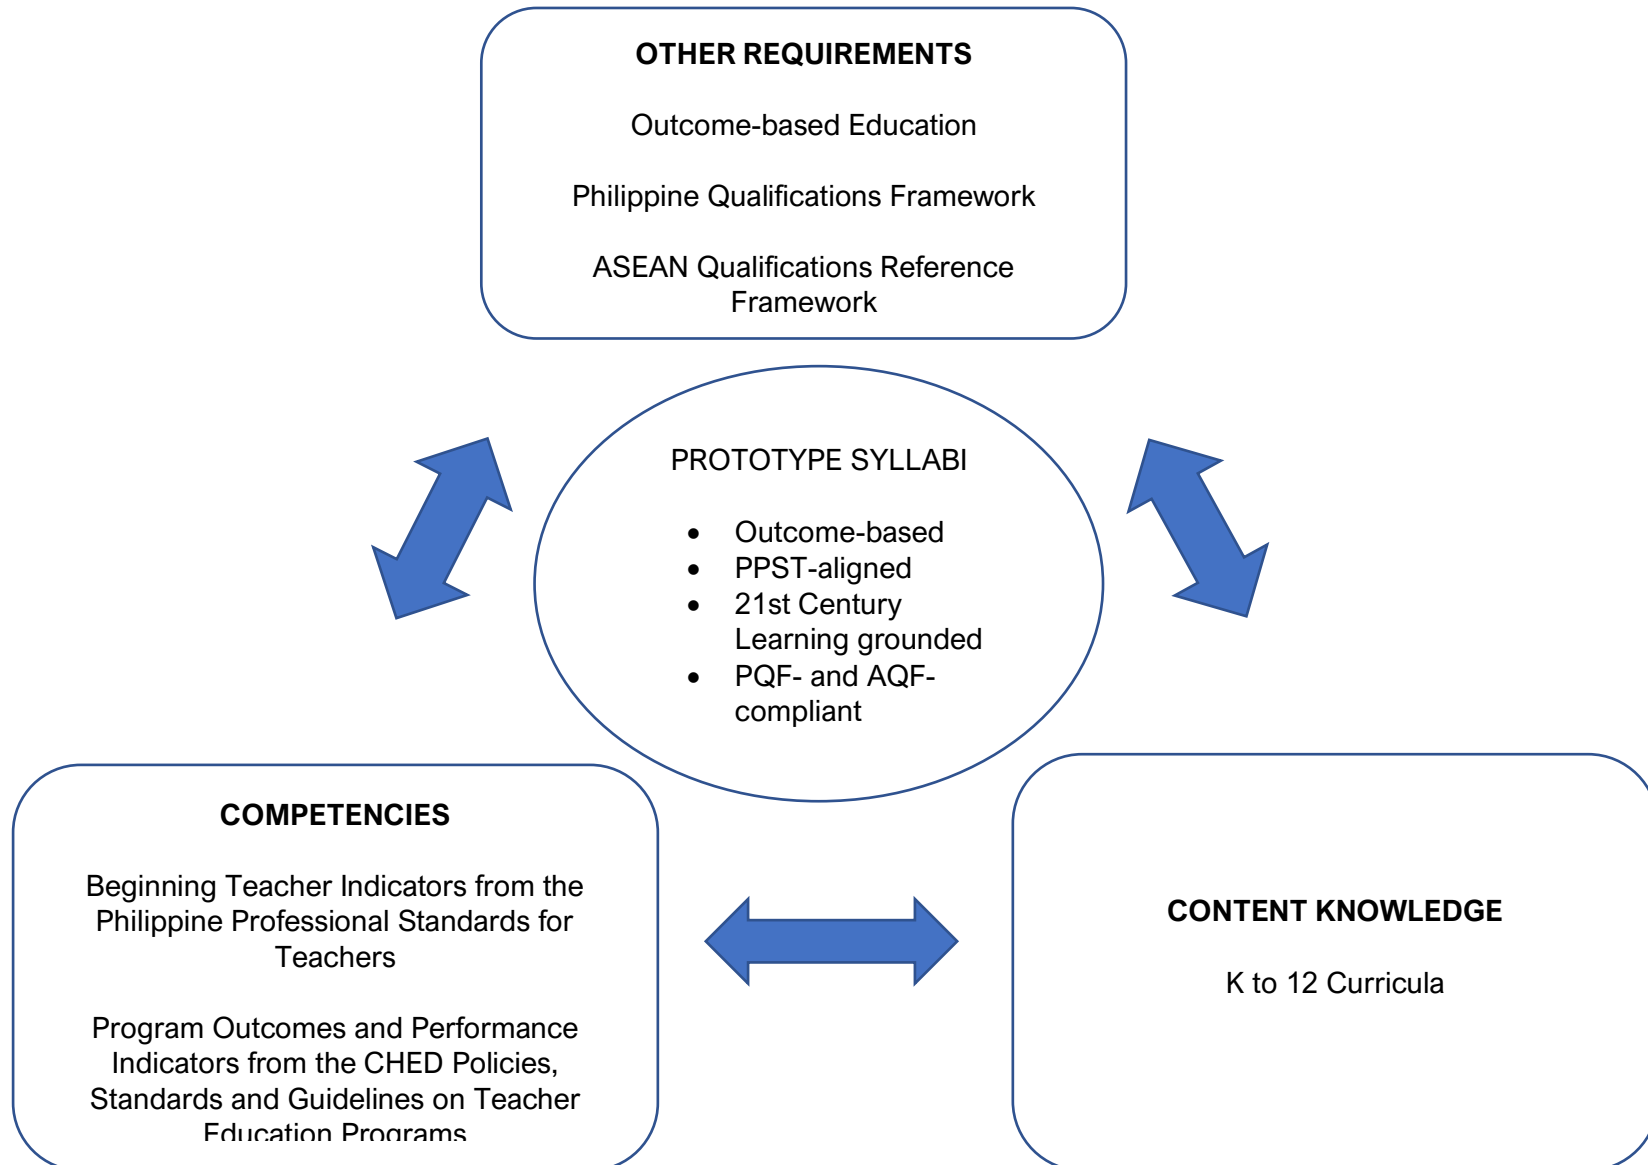 OTHER REQUIREMENTS
Outcome-based Education
Philippine Qualifications Framework
ASEAN Qualifications Reference
Framework
PROTOTYPE SYLLABI
• Outcome-based
• PPST-aligned
• 21st Century
Learning grounded
• PQF- and AQF-
compliant
COMPETENCIES
Beginning Teacher Indicators from the
Philippine Professional Standards for
Teachers
Program Outcomes and Performance
Indicators from the CHED Policies,
Standards and Guidelines on Teacher
Education Programs
CONTENT KNOWLEDGE
K to 12 Curricula